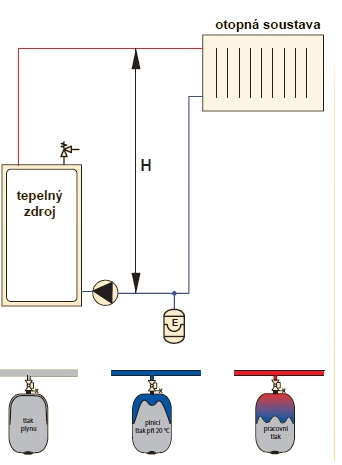 otopná soustava
H
tepelný
zdroj
E
tlak
plynu
plnicí
tlak při 20 °C
pracovní
tlak